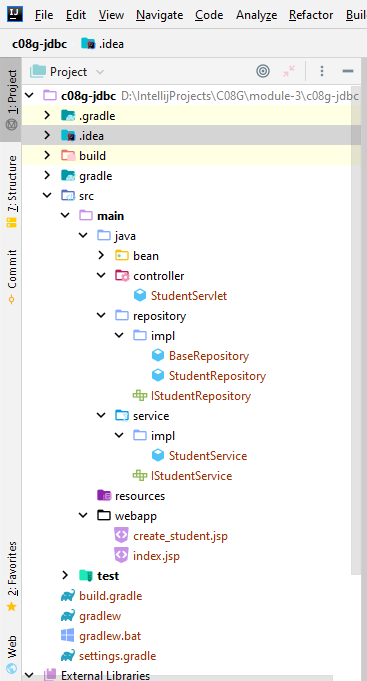 IJ File Edit View Navigate Code Analyze Refactor Buil
c08g-jdbc .idea
Project
c08g-jdbc D:\IntellijProjects\C08G\module-3\c08g-jdbc
.gradle
.idea
build
gradle
src
main
java
bean
controller
StudentServlet
repository
impl
BaseRepository
StudentRepository
IStudentRepository
service
impl
StudentService
IStudentService
resources
webapp
create_student.jsp
index.jsp
test
build.gradle
gradlew
gradlew.bat
settings.gradle
External Libraries
1: Project
7: Structure
Commit
2: Favorites
Web